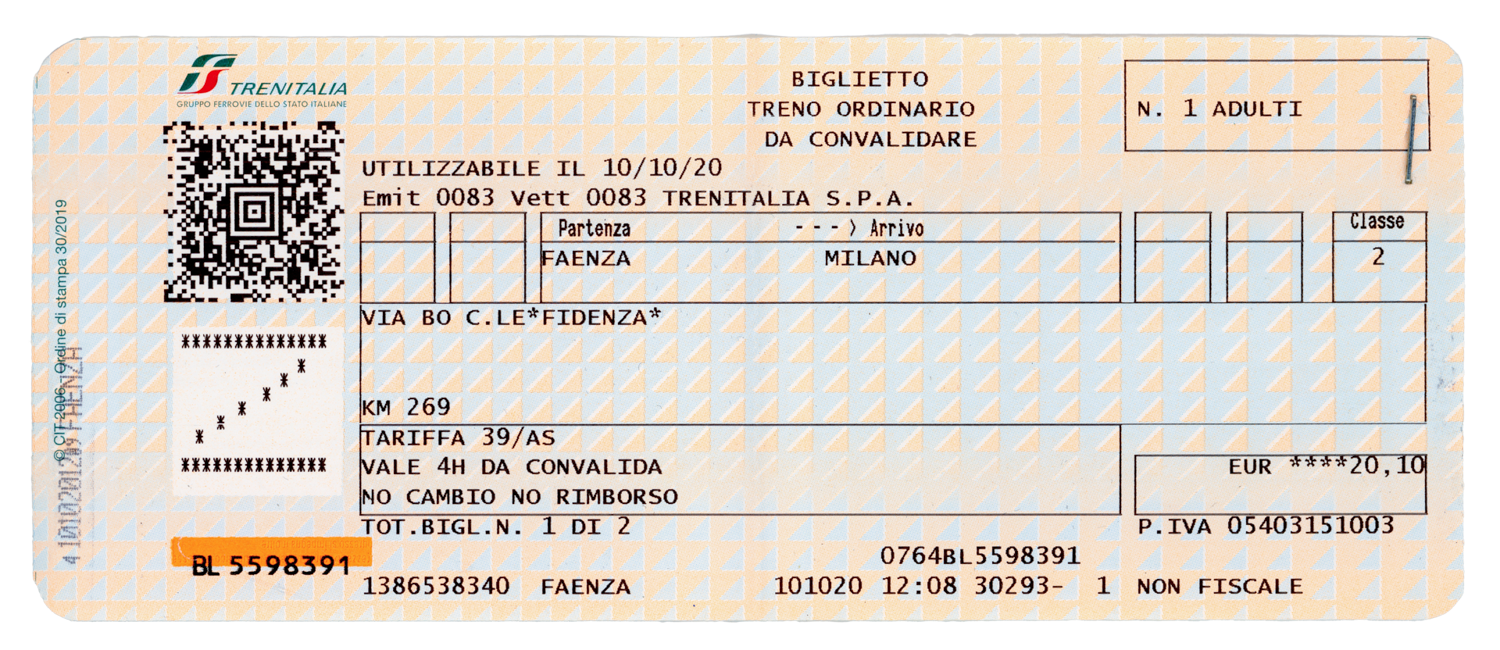 TRENITALIA
GRUPPO FERROVIE DELLO STATO ITALIANE
BIGLIETTO
TRENO ORDINARIO
DA CONVALIDARE
N. 1 ADULTI
UTILIZZABILE IL 10/10/20
Emit 0083 Vett 0083 TRENITALIA S.P.A.
Partenza ---> Arrivo Classe
FAENZA MILANO 2
VIA BO C.LE*FIDENZA*
KM 269
TARIFFA 39/AS
VALE 4H DA CONVALIDA
EUR ****20,10
NO CAMBIO NO RIMBORSO
TOT.BIGL.N. 1 DI 2 P.IVA 05403151003
0764BL5598391
BL 5598391
1386538340 FAENZA 101020 12:08 30293- 1 NON FISCALE
*************
*
*
*
*
*
*
*************
© CIT 2006 - Ordine di stampa 30/2019
FAENZA